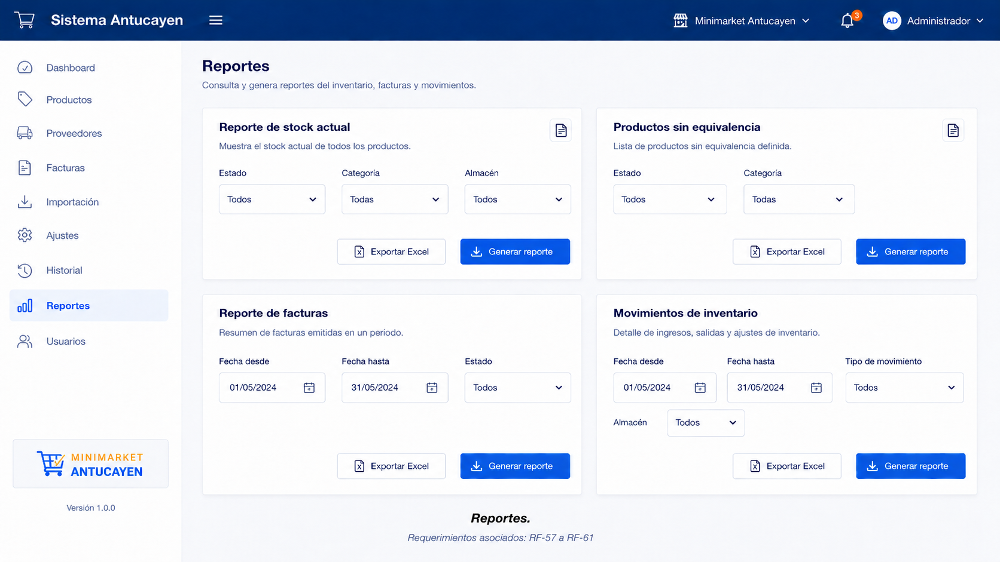 Sistema Antucayen
Minimarket Antucayen
3
AD
Administrador
Dashboard
Productos
Proveedores
Facturas
Importación
Ajustes
Historial
Reportes
Usuarios
MINIMARKET
ANTUCAYEN
Versión 1.0.0
Reportes
Consulta y genera reportes del inventario, facturas y movimientos.
Reporte de stock actual
Muestra el stock actual de todos los productos.
Estado Categoría Almacén
Todos Todas Todos
Exportar Excel Generar reporte
Productos sin equivalencia
Lista de productos sin equivalencia definida.
Estado Categoría
Todos Todas
Exportar Excel Generar reporte
Reporte de facturas
Resumen de facturas emitidas en un período.
Fecha desde Fecha hasta Estado
01/05/2024 31/05/2024 Todos
Exportar Excel Generar reporte
Movimientos de inventario
Detalle de ingresos, salidas y ajustes de inventario.
Fecha desde Fecha hasta Tipo de movimiento
01/05/2024 31/05/2024 Todos
Almacén Todos
Exportar Excel Generar reporte
Reportes.
Requerimientos asociados: RF-57 a RF-61